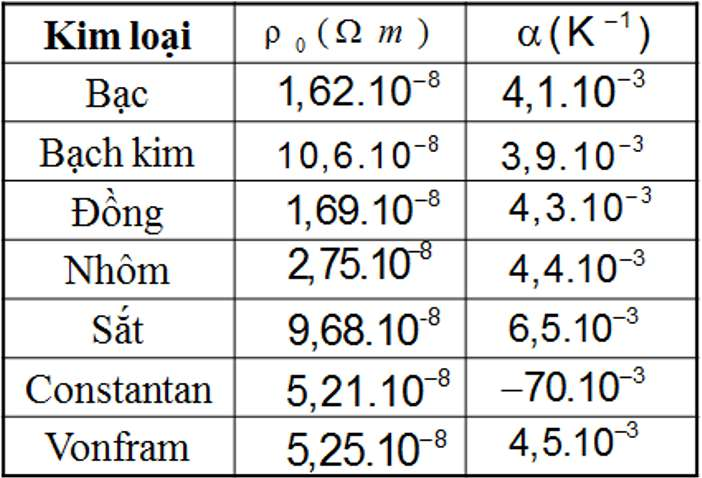 Kim loại ρ₀(Ω m) α(K⁻¹)
Bạc 1,62.10⁻⁸ 4,1.10⁻³
Bạch kim 10,6.10⁻⁸ 3,9.10⁻³
Đồng 1,69.10⁻⁸ 4,3.10⁻³
Nhôm 2,75.10⁻⁸ 4,4.10⁻³
Sắt 9,68.10⁻⁸ 6,5.10⁻³
Constantan 5,21.10⁻⁸ −70.10⁻³
Vonfram 5,25.10⁻⁸ 4,5.10⁻³